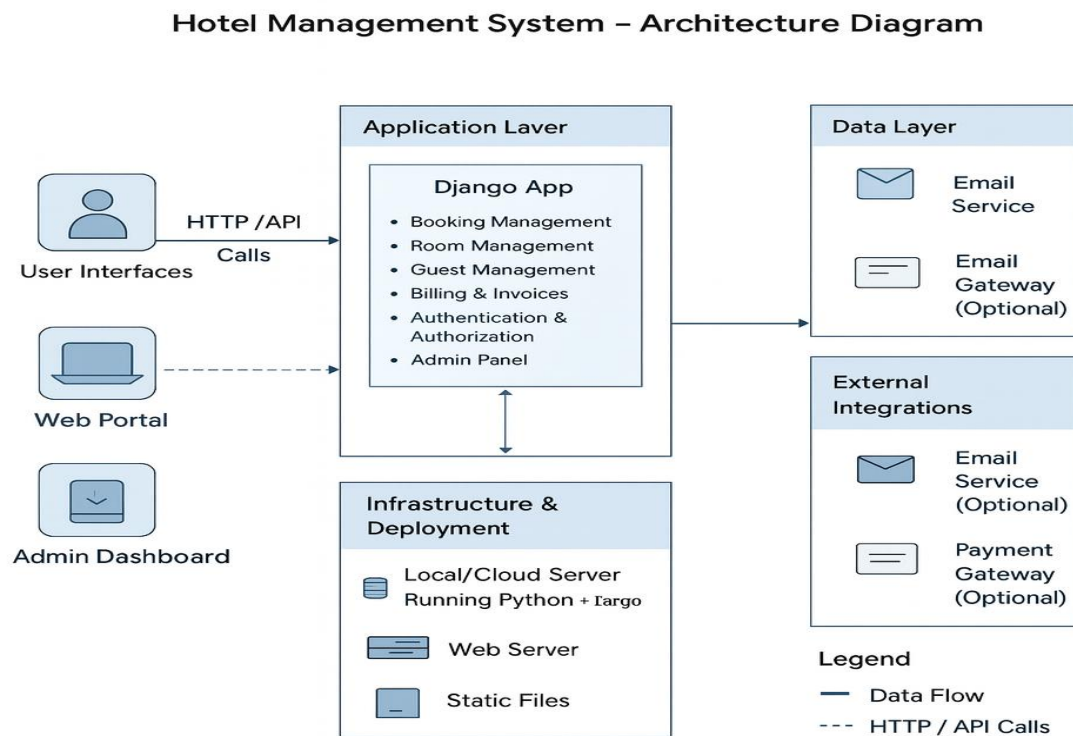 Hotel Management System – Architecture Diagram
User Interfaces
HTTP / API
Calls
Web Portal
Admin Dashboard
Application Laver
Django App
• Booking Management
• Room Management
• Guest Management
• Billing & Invoices
• Authentication &
Authorization
• Admin Panel
Infrastructure &
Deployment
Local/Cloud Server
Running Python + Iargo
Web Server
Static Files
Data Layer
Email
Service
Email
Gateway
(Optional)
External
Integrations
Email
Service
(Optional)
Payment
Gateway
(Optional)
Legend
Data Flow
HTTP / API Calls